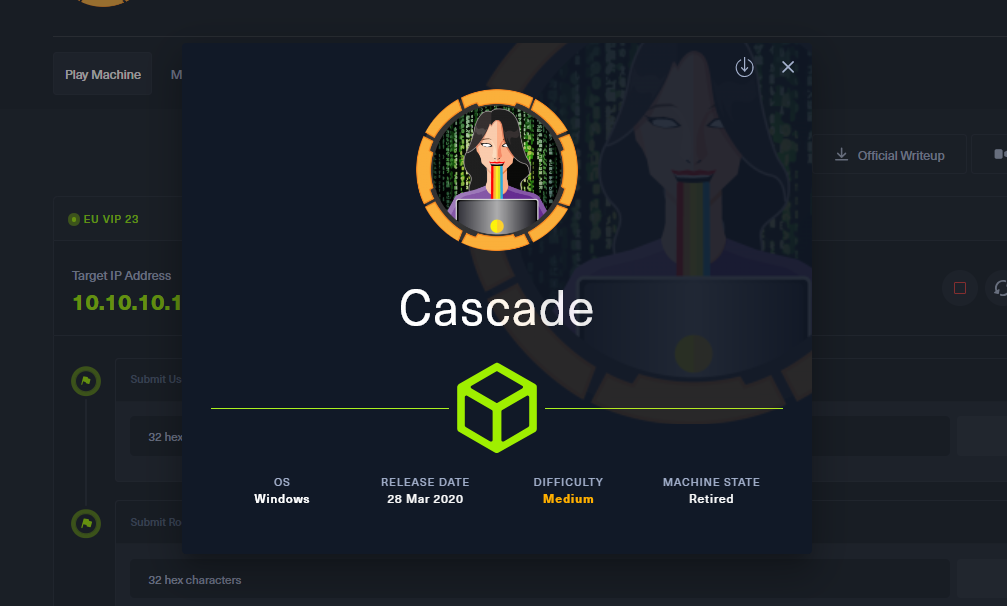 Play Machine
M
Official Writeup
EU VIP 23
Target IP Address
10.10.10.1
Cascade
Submit Us
32 hex
OS
RELEASE DATE
DIFFICULTY
MACHINE STATE
Windows
28 Mar 2020
Medium
Retired
Submit Ro
32 hex characters